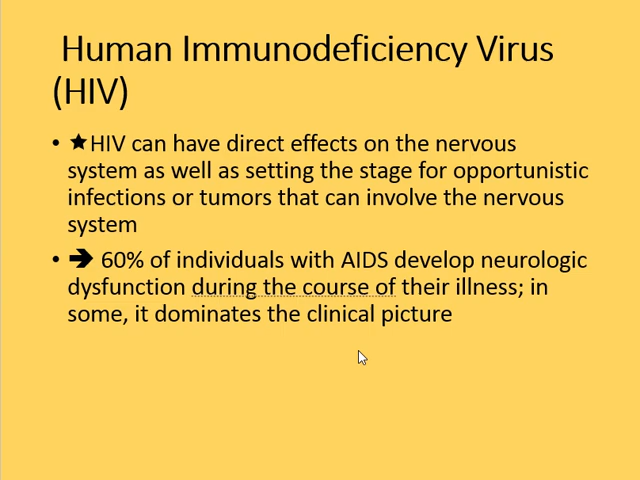 Human Immunodeficiency Virus
(HIV)
• ★HIV can have direct effects on the nervous
system as well as setting the stage for opportunistic
infections or tumors that can involve the nervous
system
• ➔ 60% of individuals with AIDS develop neurologic
dysfunction during the course of their illness; in
some, it dominates the clinical picture